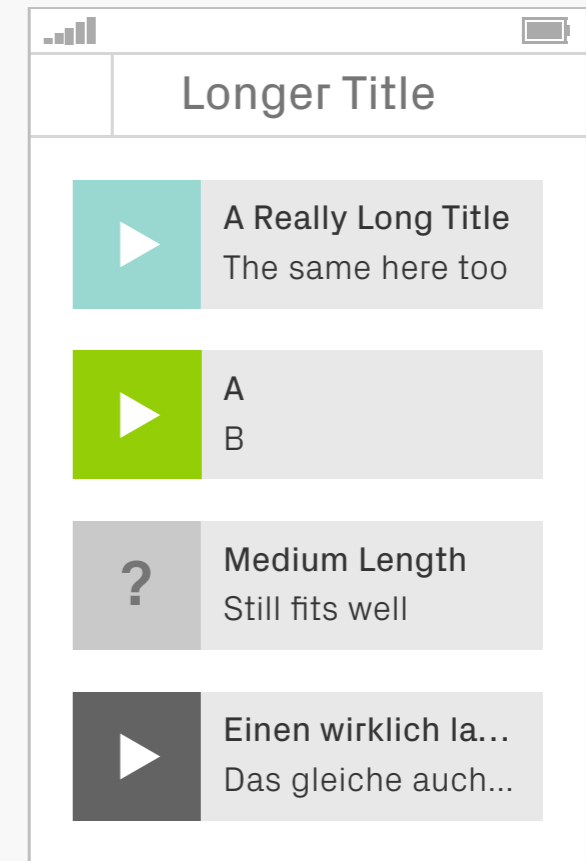 Longer Title
A Really Long Title
The same here too
A
B
?
Medium Length
Still fits well
Einen wirklich la...
Das gleiche auch...